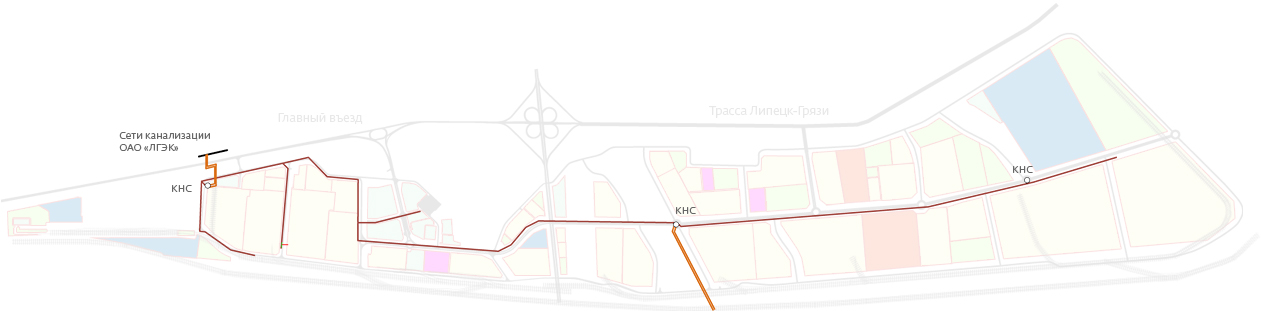 Главный въезд
Трасса Липецк-Грязи
Сети канализации
ОАО «ЛГЭК»
КНС
КНС
КНС